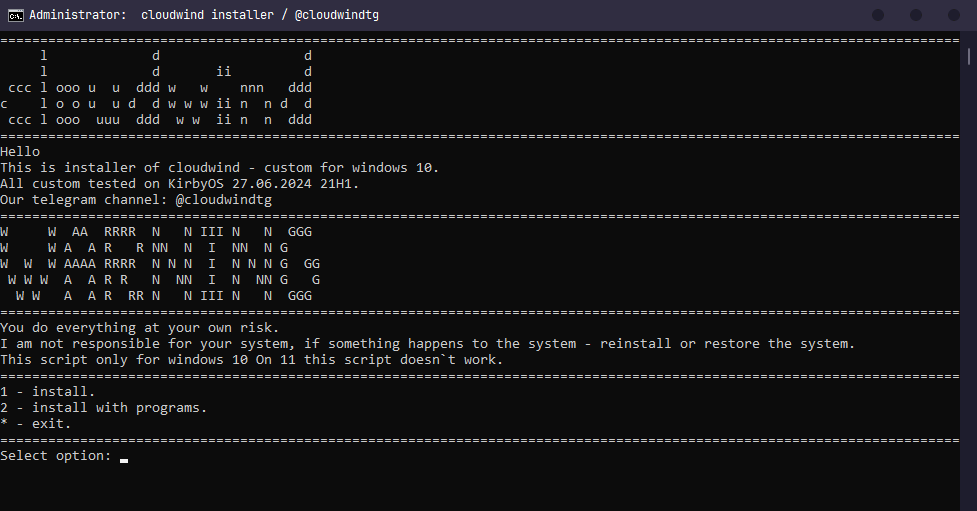 Administrator:  cloudwind installer / @cloudwindtg
========================================================================================================================
     l             d                  d
     l             d       ii         d
 ccc l ooo u  u  ddd w   w    nnn   ddd
c    l o o u  u d  d w w w ii n  n d  d
 ccc l ooo  uuu  ddd  w w  ii n  n  ddd
========================================================================================================================
Hello
This is installer of cloudwind - custom for windows 10.
All custom tested on KirbyOS 27.06.2024 21H1.
Our telegram channel: @cloudwindtg
========================================================================================================================
W     W  AA  RRRR  N   N III N   N  GGG
W     W A  A R   R NN  N  I  NN  N G
W  W  W AAAA RRRR  N N N  I  N N N G  GG
 W W W  A  A R R   N  NN  I  N  NN G   G
  W W   A  A R  RR N   N III N   N  GGG
========================================================================================================================
You do everything at your own risk.
I am not responsible for your system, if something happens to the system - reinstall or restore the system.
This script only for windows 10 On 11 this script doesn`t work.
========================================================================================================================
1 - install.
2 - install with programs.
* - exit.
========================================================================================================================
Select option: